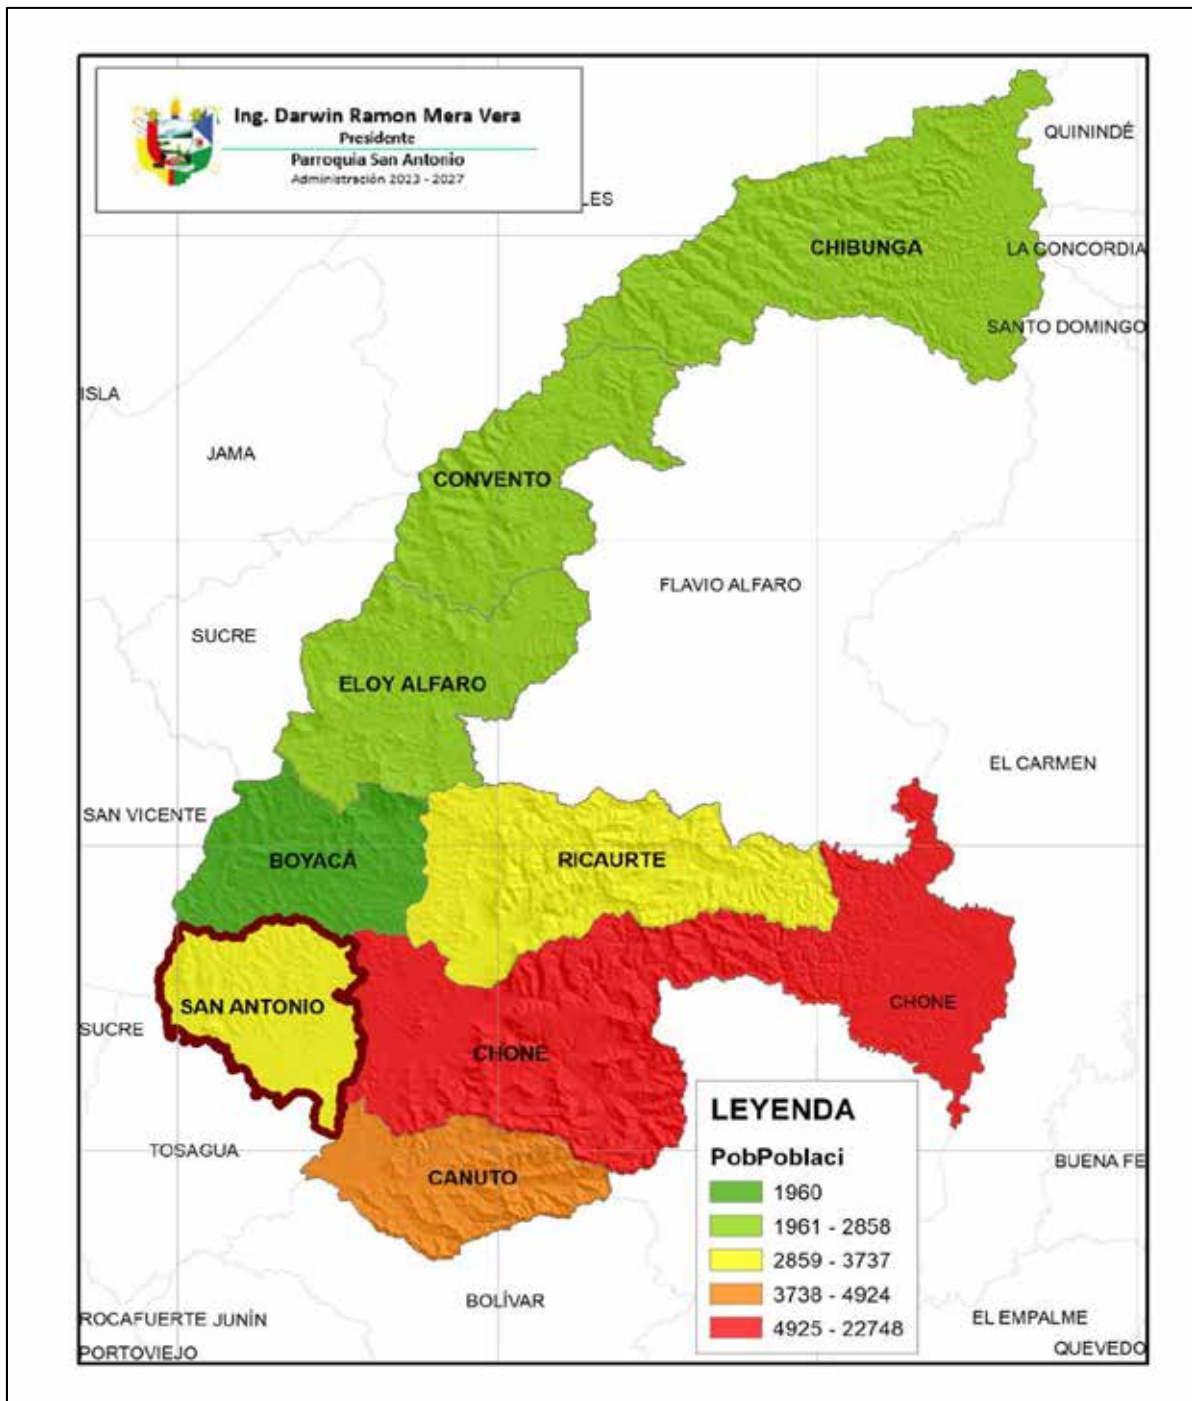 Ing. Darwin Ramon Mera Vera
Presidente
Parroquia San Antonio
Administración 2023 - 2027
QUININDÉ
LES
CHIBUNGA
LA CONCORDIA
SANTO DOMINGO
ISLA
JAMA
CONVENTO
FLAVIO ALFARO
SUCRE
ELOY ALFARO
EL CARMEN
SAN VICENTE
BOYACÁ
RICAURTE
SAN ANTONIO
CHONE
SUCRE
CHONE
LEYENDA
PobPoblaci
1960
1961 - 2858
2859 - 3737
3738 - 4924
4925 - 22748
TOSAGUA
CANUTO
BUENA FE
BOLÍVAR
ROCAFUERTE JUNÍN
EL EMPALME
PORTOVIEJO
QUEVEDO